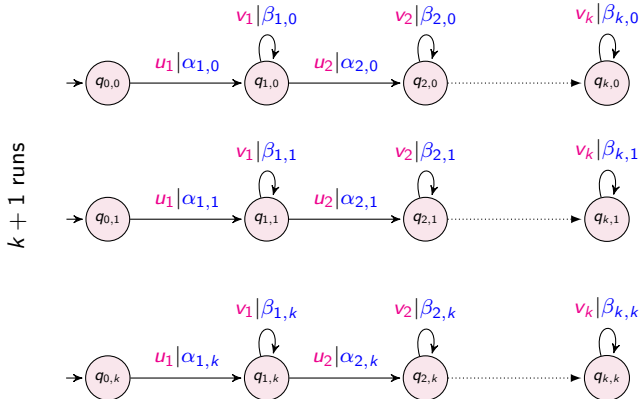 v₁|β₁,₀ v₂|β₂,₀ vₖ|βₖ,₀
u₁|α₁,₀ u₂|α₂,₀
q₀,₀ q₁,₀ q₂,₀ qₖ,₀
k + 1 runs
v₁|β₁,₁ v₂|β₂,₁ vₖ|βₖ,₁
u₁|α₁,₁ u₂|α₂,₁
q₀,₁ q₁,₁ q₂,₁ qₖ,₁
v₁|β₁,ₖ v₂|β₂,ₖ vₖ|βₖ,ₖ
u₁|α₁,ₖ u₂|α₂,ₖ
q₀,ₖ q₁,ₖ q₂,ₖ qₖ,ₖ